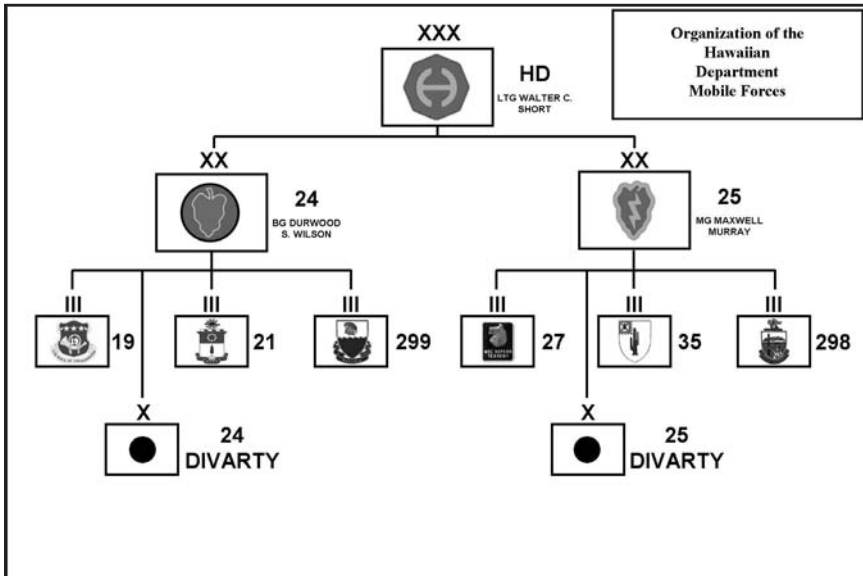 XXX
Organization of the
Hawaiian
Department
Mobile Forces
HD
LTG WALTER C.
SHORT
XX
XX
24
BG DURWOOD
S. WILSON
25
MG MAXWELL
MURRAY
III
III
III
III
III
III
19
21
299
27
35
298
X
X
24
DIVARTY
25
DIVARTY